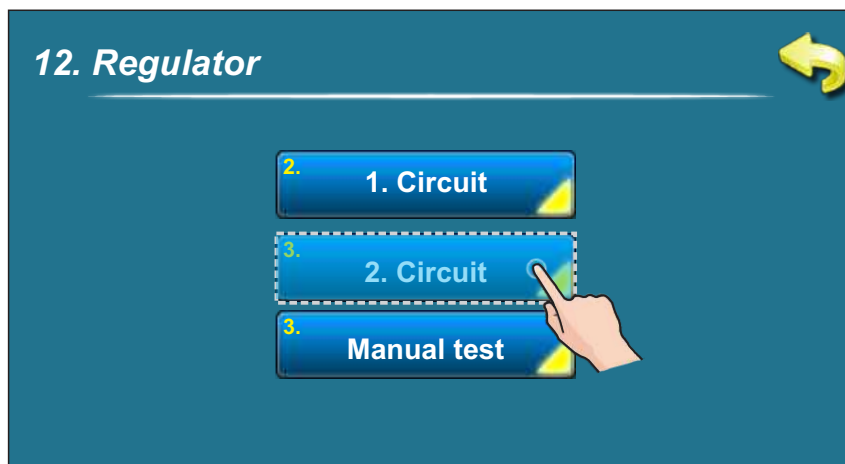 12. Regulator
2.
1. Circuit
3.
2. Circuit
3.
Manual test